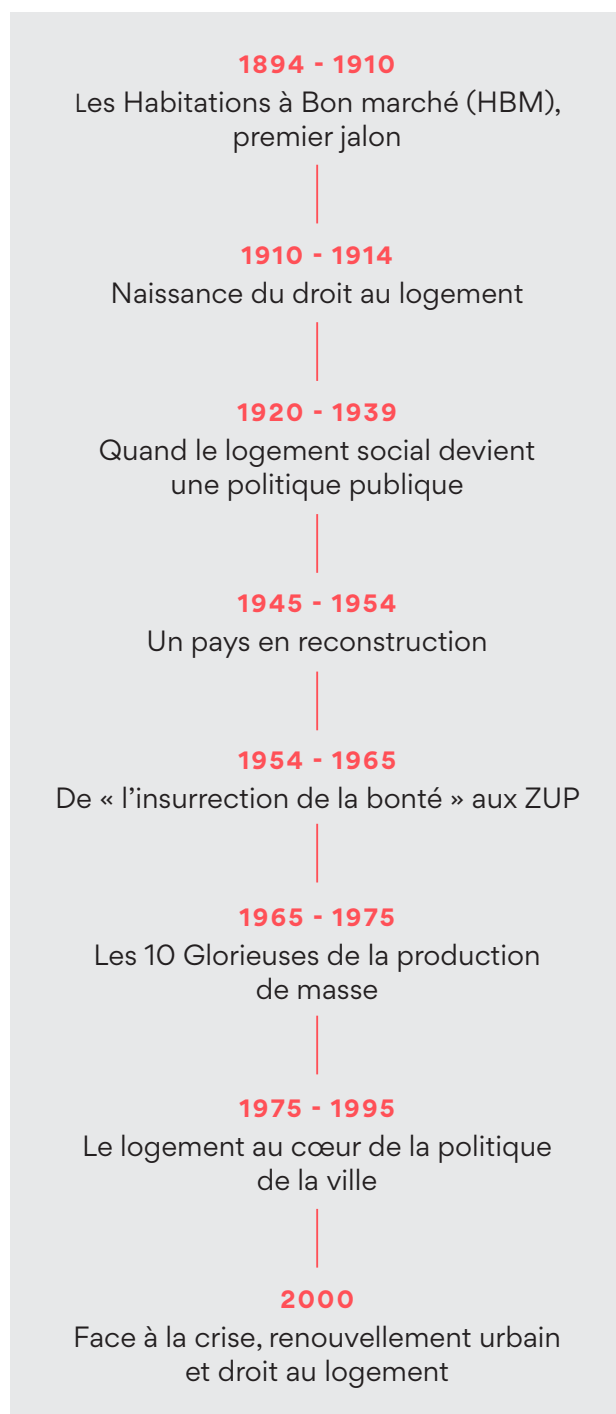 1894 - 1910
Les Habitations à Bon marché (HBM),
premier jalon
1910 - 1914
Naissance du droit au logement
1920 - 1939
Quand le logement social devient
une politique publique
1945 - 1954
Un pays en reconstruction
1954 - 1965
De « l’insurrection de la bonté » aux ZUP
1965 - 1975
Les 10 Glorieuses de la production
de masse
1975 - 1995
Le logement au cœur de la politique
de la ville
2000
Face à la crise, renouvellement urbain
et droit au logement